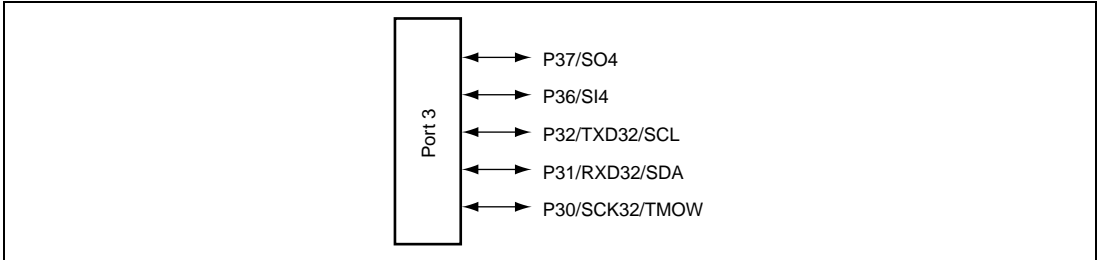 Port 3
P37/SO4
P36/SI4
P32/TXD32/SCL
P31/RXD32/SDA
P30/SCK32/TMOW